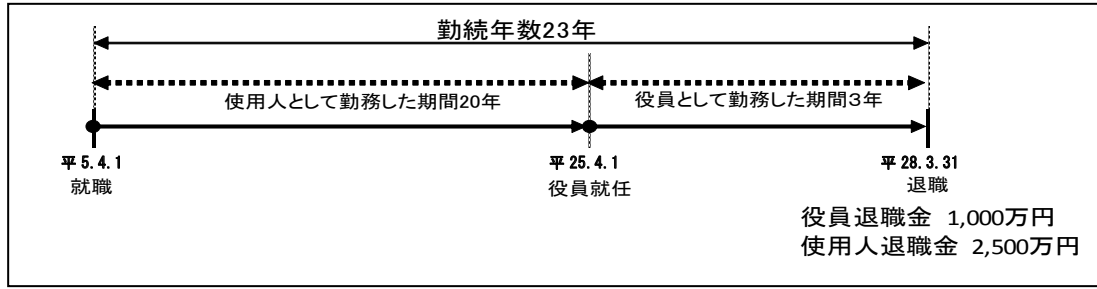 勤続年数23年
使用人として勤務した期間20年
役員として勤務した期間3年
平5.4.1
就職
平25.4.1
役員就任
平28.3.31
退職
役員退職金 1,000万円
使用人退職金 2,500万円